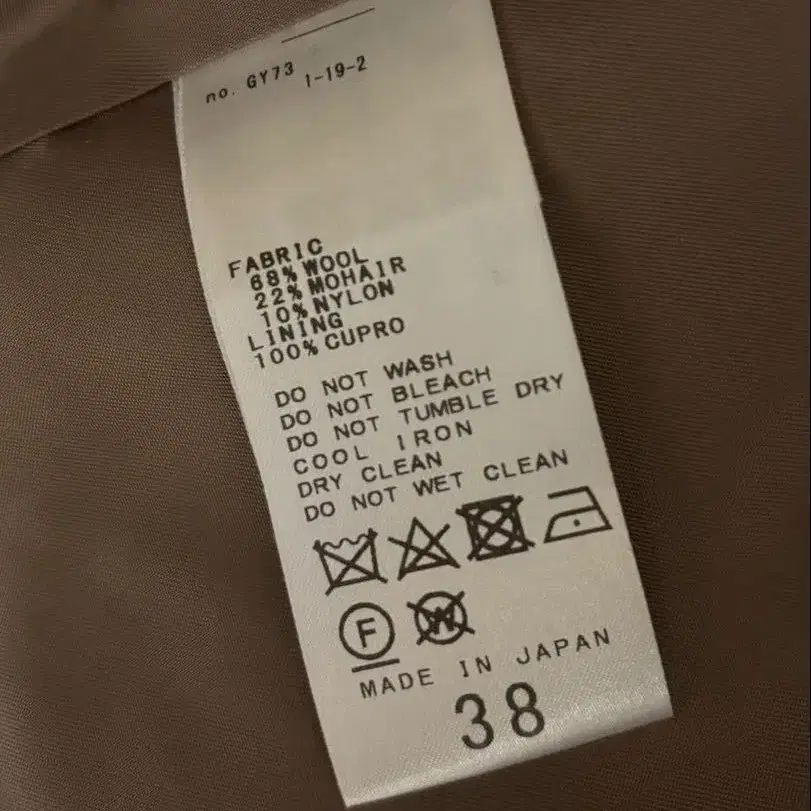 no. GY73 1-19-2
FABRIC
68% WOOL
22% MOHAIR
10% NYLON
LINING
100% CUPRO
DO NOT WASH
DO NOT BLEACH
DO NOT TUMBLE DRY
COOL IRON
DRY CLEAN
DO NOT WET CLEAN
F W
MADE IN JAPAN
38